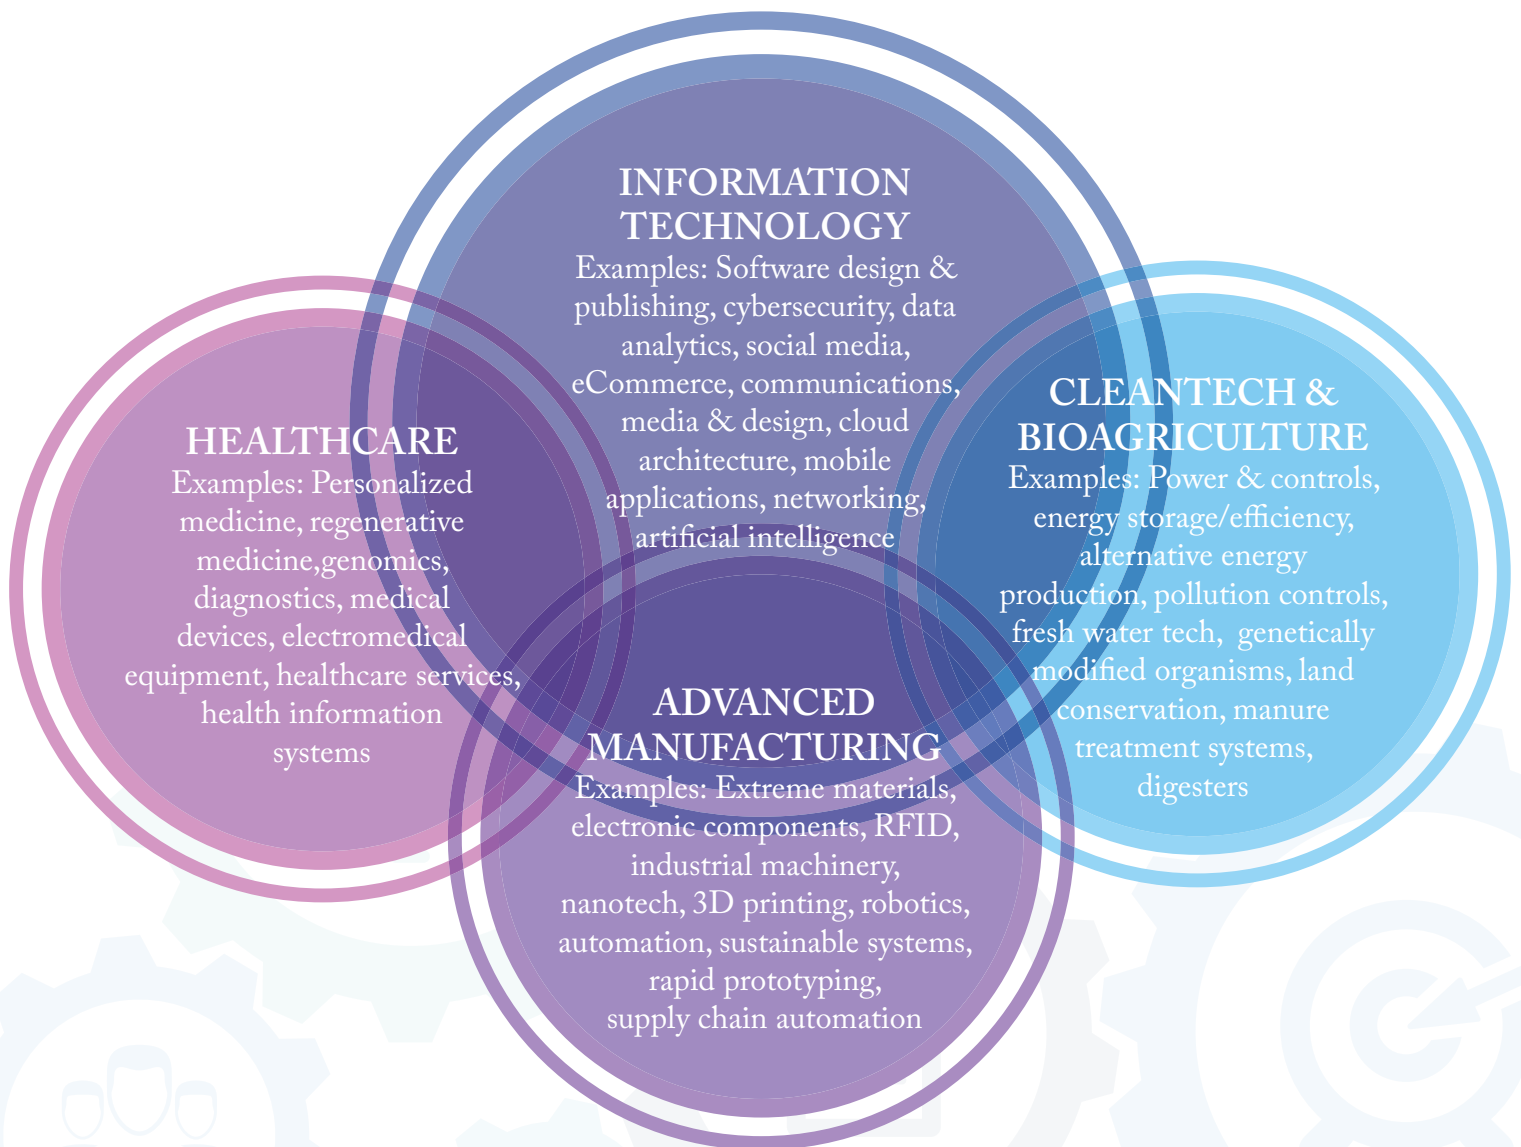 INFORMATION
TECHNOLOGY
Examples: Software design &
publishing, cybersecurity, data
analytics, social media,
eCommerce, communications,
media & design, cloud
architecture, mobile
applications, networking,
artificial intelligence
HEALTHCARE
Examples: Personalized
medicine, regenerative
medicine,genomics,
diagnostics, medical
devices, electromedical
equipment, healthcare services,
health information
systems
CLEANTECH &
BIOAGRICULTURE
Examples: Power & controls,
energy storage/efficiency,
alternative energy
production, pollution controls,
fresh water tech, genetically
modified organisms, land
conservation, manure
treatment systems,
digesters
ADVANCED
MANUFACTURING
Examples: Extreme materials,
electronic components, RFID,
industrial machinery,
nanotech, 3D printing, robotics,
automation, sustainable systems,
rapid prototyping,
supply chain automation